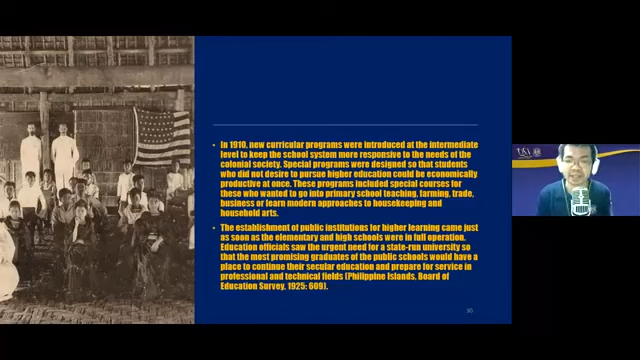 • In 1910, new curricular programs were introduced at the intermediate
level to keep the school system more responsive to the needs of the
colonial society. Special programs were designed so that students
who did not desire to pursue higher education could be economically
productive at once. These programs included special courses for
these who wanted to go into primary school teaching, farming, trade,
business or learn modern approaches to housekeeping and
household arts.
• The establishment of public institutions for higher learning came just
as soon as the elementary and high schools were in full operation.
Education officials saw the urgent need for a state-run university so
that the most promising graduates of the public schools would have a
place to continue their secular education and prepare for service in
professional and technical fields (Philippine Islands, Board of
Education Survey, 1925: 609).
30